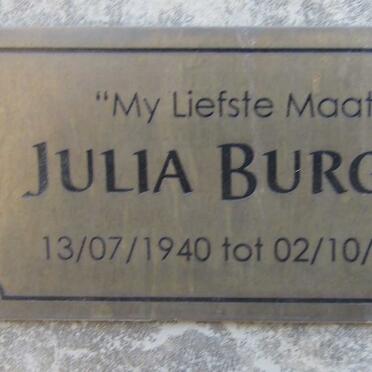 "My Liefste Maat
JULIA BURG
13/07/1940 tot 02/10/